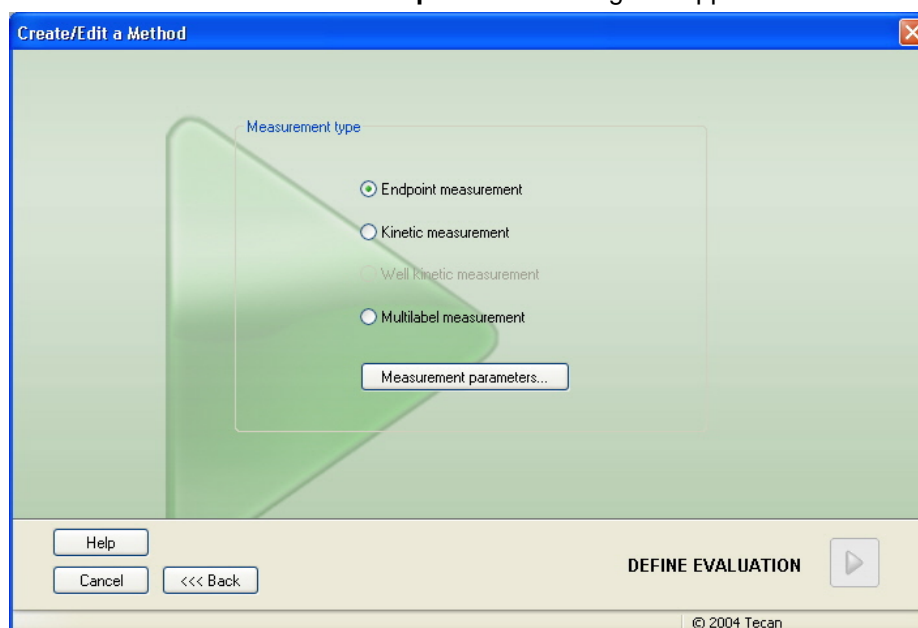 Create/Edit a Method
Measurement type
Endpoint measurement
Kinetic measurement
Well kinetic measurement
Multilabel measurement
Measurement parameters...
Help
Cancel
<<< Back
DEFINE EVALUATION
© 2004 Tecan